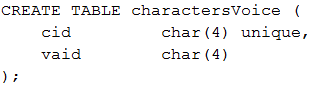 CREATE TABLE charactersVoice (
    cid         char(4) unique,
    vaid        char(4)
);